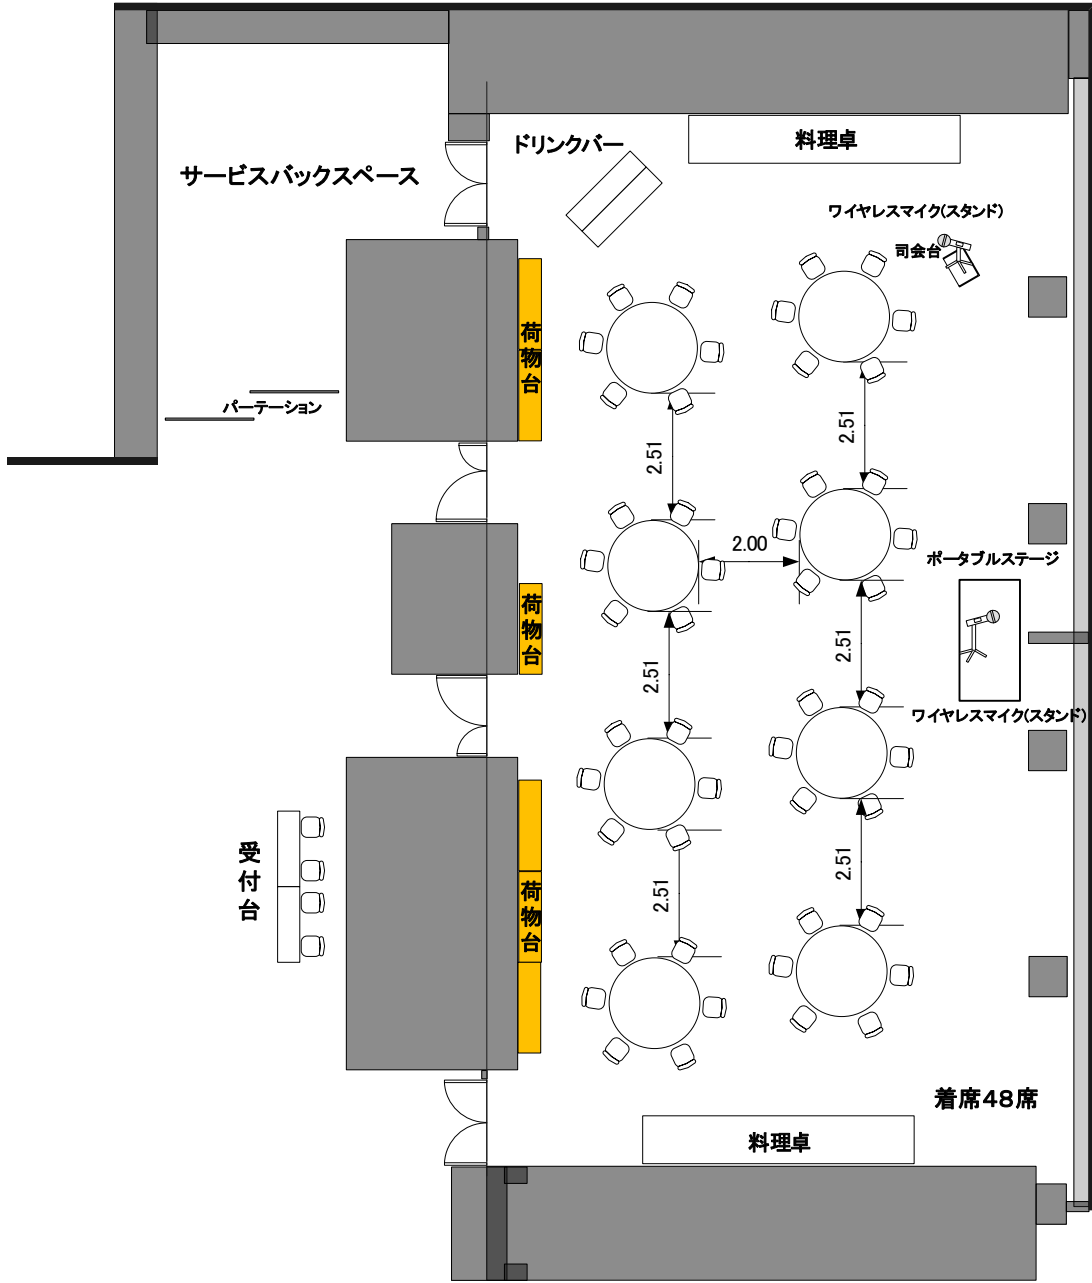 ドリンクバー
料理卓
サービスバックスペース
ワイヤレスマイク(スタンド)
司会台
荷物台
パーテーション
2.51
2.51
2.00
ポータブルステージ
荷物台
2.51
2.51
ワイヤレスマイク(スタンド)
受付台
荷物台
2.51
2.51
着席48席
料理卓